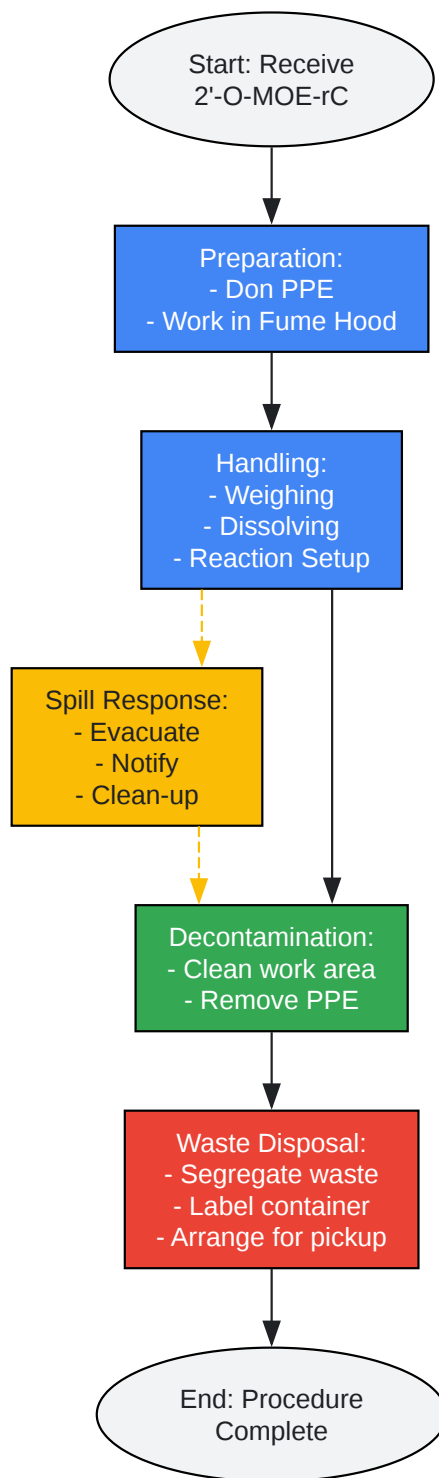 Start: Receive
2'-O-MOE-rC
Preparation:
- Don PPE
- Work in Fume Hood
Handling:
- Weighing
- Dissolving
- Reaction Setup
Spill Response:
- Evacuate
- Notify
- Clean-up
Decontamination:
- Clean work area
- Remove PPE
Waste Disposal:
- Segregate waste
- Label container
- Arrange for pickup
End: Procedure
Complete